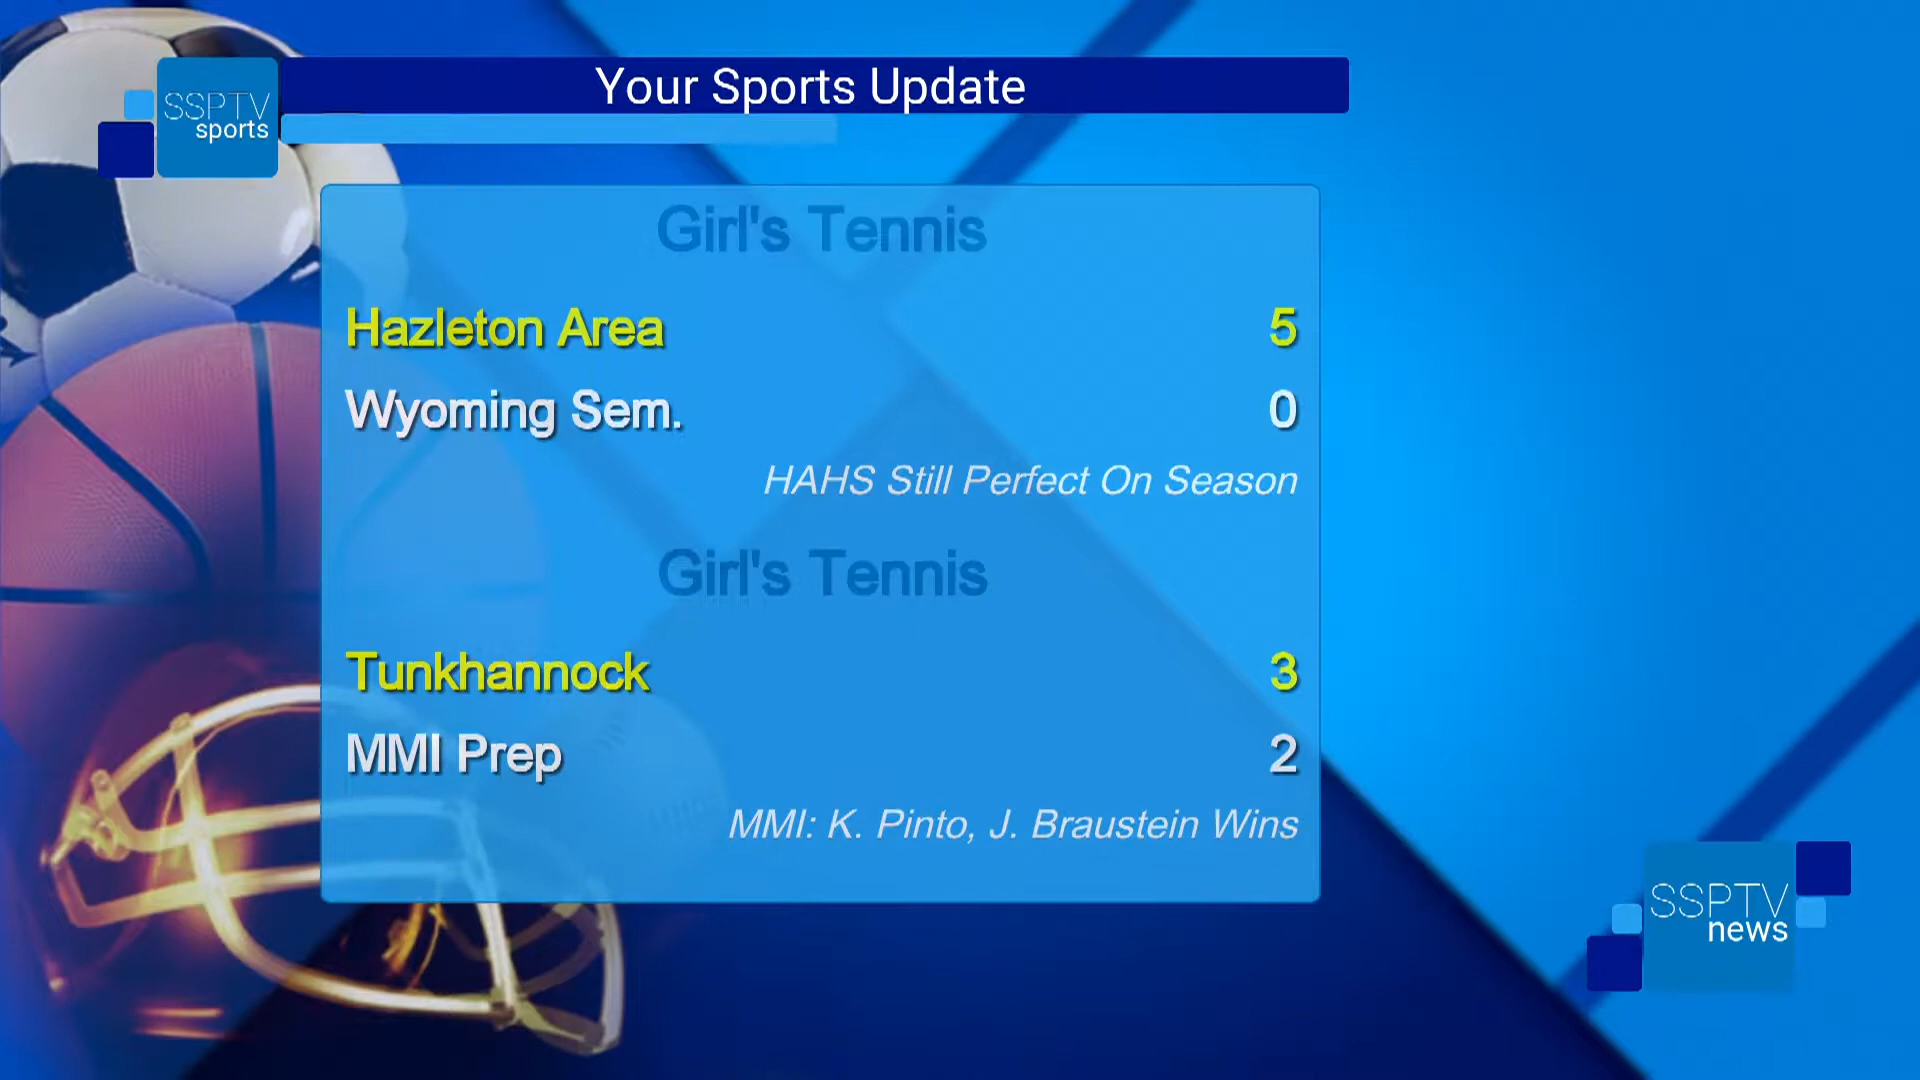 SSPTV
sports
Your Sports Update
Girl's Tennis
Hazleton Area 5
Wyoming Sem. 0
HAHS Still Perfect On Season
Girl's Tennis
Tunkhannock 3
MMI Prep 2
MMI: K. Pinto, J. Braustein Wins
SSPTV
news